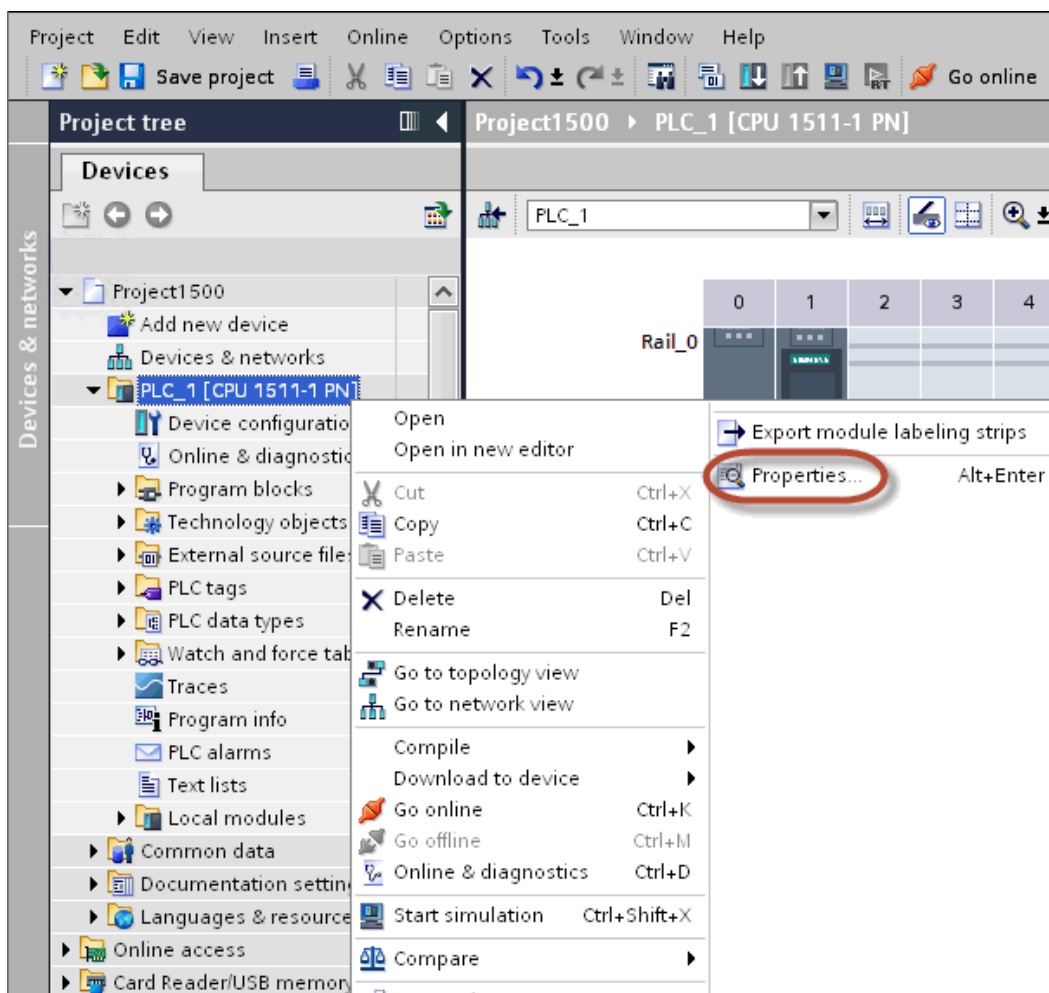 Project Edit View Insert Online Options Tools Window Help
Save project Go online
Project tree
Project1500 PLC_1 [CPU 1511-1 PN]
Devices
PLC_1
Devices & networks
Project1500
Add new device
Devices & networks
PLC_1 [CPU 1511-1 PN]
Device configuratio
Online & diagnostic
Program blocks
Technology objects
External source file
PLC tags
PLC data types
Watch and force tab
Traces
Program info
PLC alarms
Text lists
Local modules
Common data
Documentation settin
Languages & resource
Online access
Card Reader/USB memory
0 1 2 3 4
Rail_0
SIEMENS
Open
Open in new editor
Cut Ctrl+X
Copy Ctrl+C
Paste Ctrl+V
Delete Del
Rename F2
Go to topology view
Go to network view
Compile
Download to device
Go online Ctrl+K
Go offline Ctrl+M
Online & diagnostics Ctrl+D
Start simulation Ctrl+Shift+X
Compare
Export module labeling strips
Properties... Alt+Enter